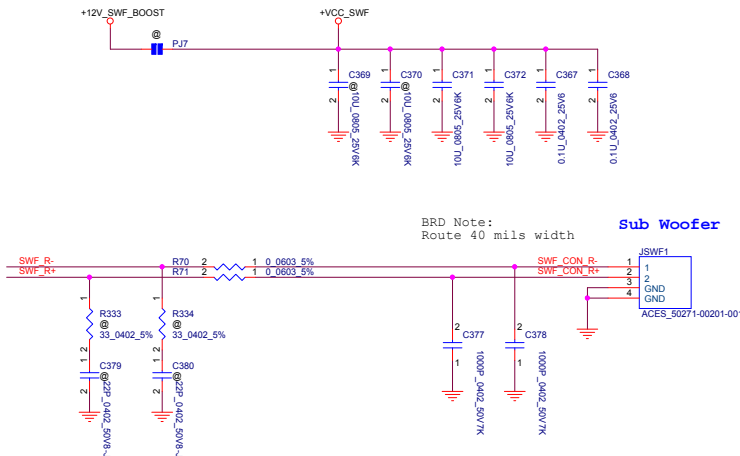 +12V_SWF_BOOST
+VCC_SWF
@
PJ7
1
2
C369
@
10U_0805_25V6K
1
2
C370
@
10U_0805_25V6K
1
2
C371
10U_0805_25V6K
1
2
C372
10U_0805_25V6K
1
2
C367
0.1U_0402_25V6
1
2
C368
0.1U_0402_25V6
BRD Note:
Route 40 mils width
Sub Woofer
SWF_R-
R70 2
1 0_0603_5%
SWF_CON_R-
SWF_R+
R71 2
1 0_0603_5%
SWF_CON_R+
JSWF1
1 1
2 2
3 GND
4 GND
ACES_50271-00201-001
1
R333
@
33_0402_5%
2
1
R334
@
33_0402_5%
2
1
C379
@
22P_0402_50V8~
2
1
C380
@
22P_0402_50V8~
2
2
C377
1
1000P_0402_50V7K
2
C378
1
1000P_0402_50V7K